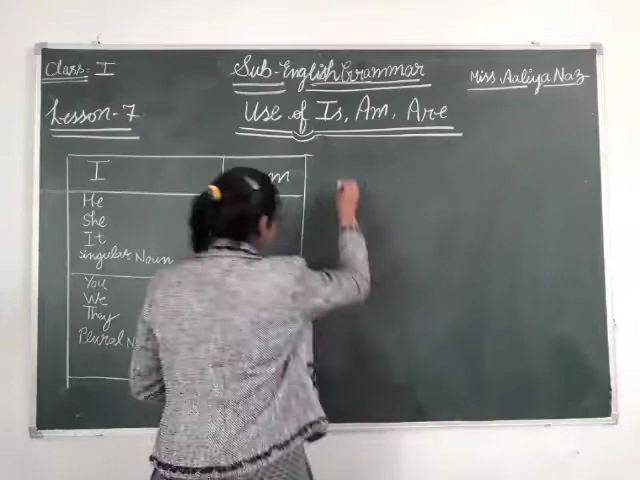 Class:- I
Sub-English Grammar
Miss Aaliya Naz
Lesson-7
Use of Is, Am, Are
I
He
She
It
singular Noun
You
We
They
Plural